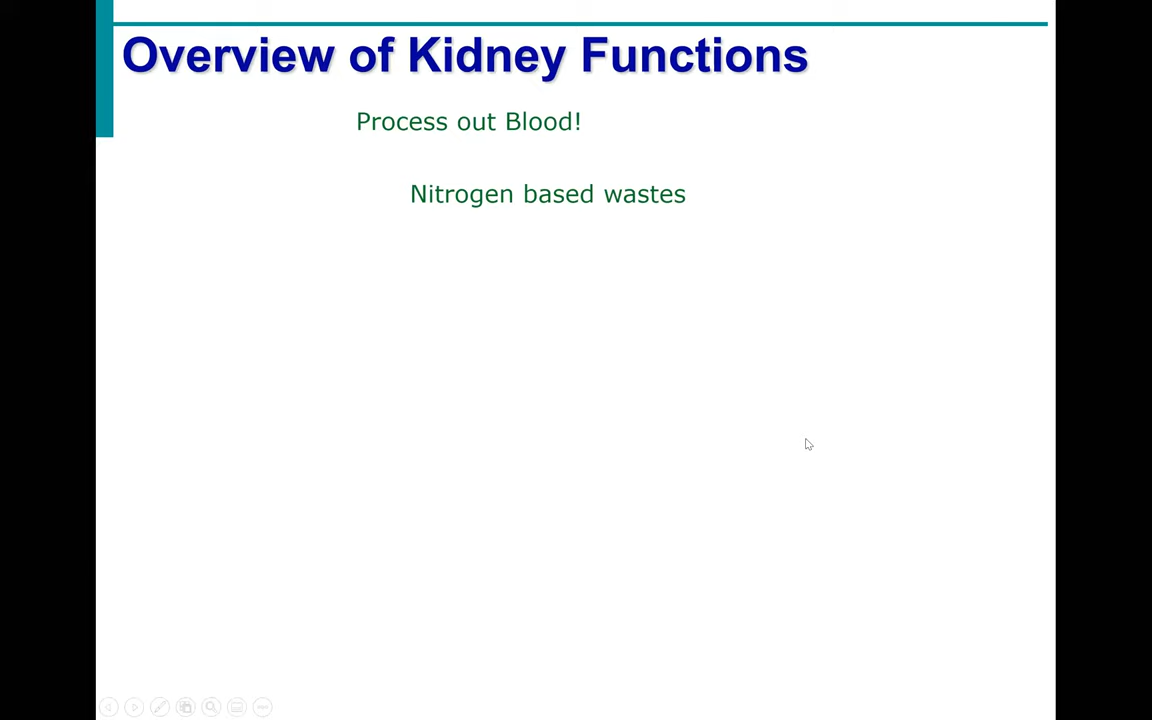 Overview of Kidney Functions
Process out Blood!
Nitrogen based wastes